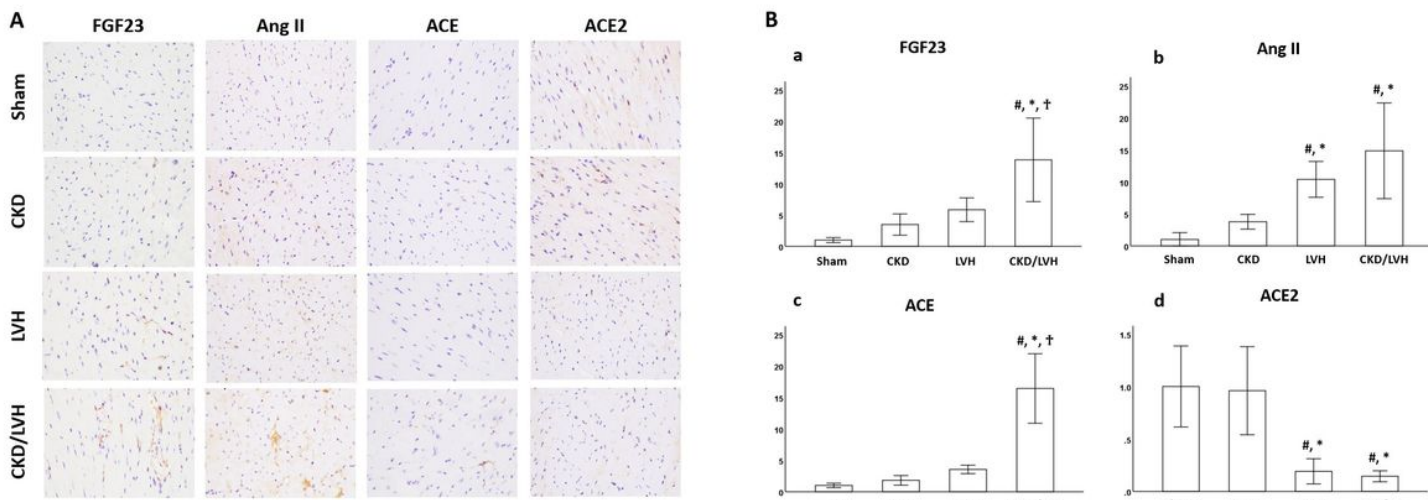 A
FGF23 Ang II ACE ACE2
Sham
CKD
LVH
CKD/LVH
B
a FGF23
25
20
15
10
5
0
#, *, †
Sham CKD LVH CKD/LVH
b Ang II
25
20
15
10
5
0
#, *
#, *
Sham CKD LVH CKD/LVH
c ACE
25
20
15
10
5
0
#, *, †
d ACE2
1.5
1.0
.5
.0
#, *
#, *